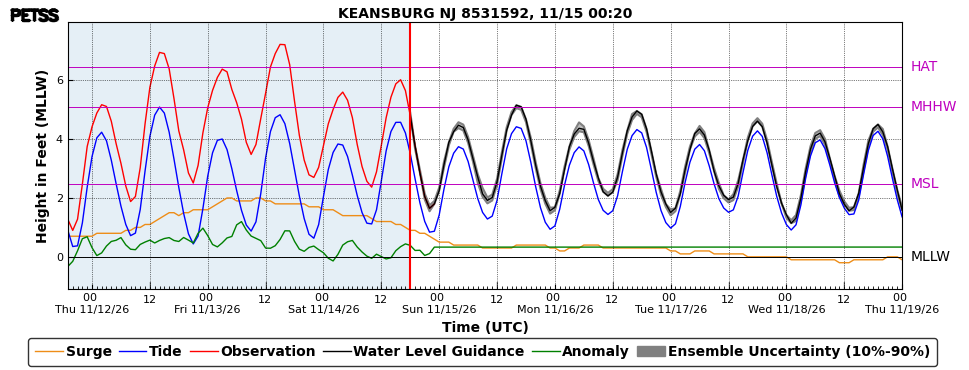 PETSS
KEANSBURG NJ 8531592, 11/15 00:20
Height in Feet (MLLW)
6
4
2
0
HAT
MHHW
MSL
MLLW
00 12 00 12 00 12 00 12 00 12 00 12 00 12 00
Thu 11/12/26 Fri 11/13/26 Sat 11/14/26 Sun 11/15/26 Mon 11/16/26 Tue 11/17/26 Wed 11/18/26 Thu 11/19/26
Time (UTC)
Surge Tide Observation Water Level Guidance Anomaly Ensemble Uncertainty (10%-90%)